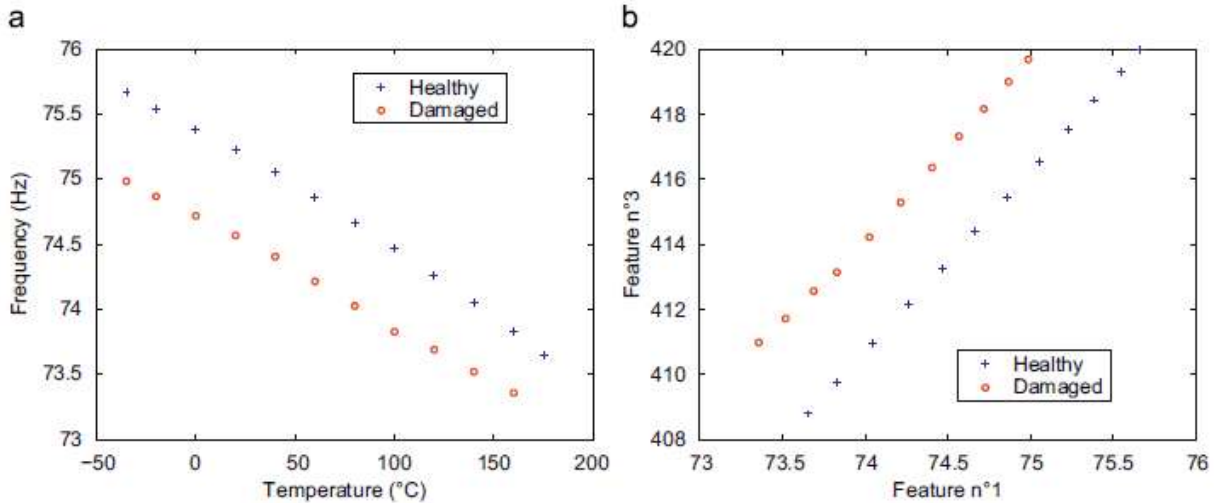 a
76
75.5
75
74.5
74
73.5
73
Frequency (Hz)
−50 0 50 100 150 200
Temperature (°C)
Healthy
Damaged
b
420
418
416
414
412
410
408
Feature n°3
73 73.5 74 74.5 75 75.5 76
Feature n°1
Healthy
Damaged